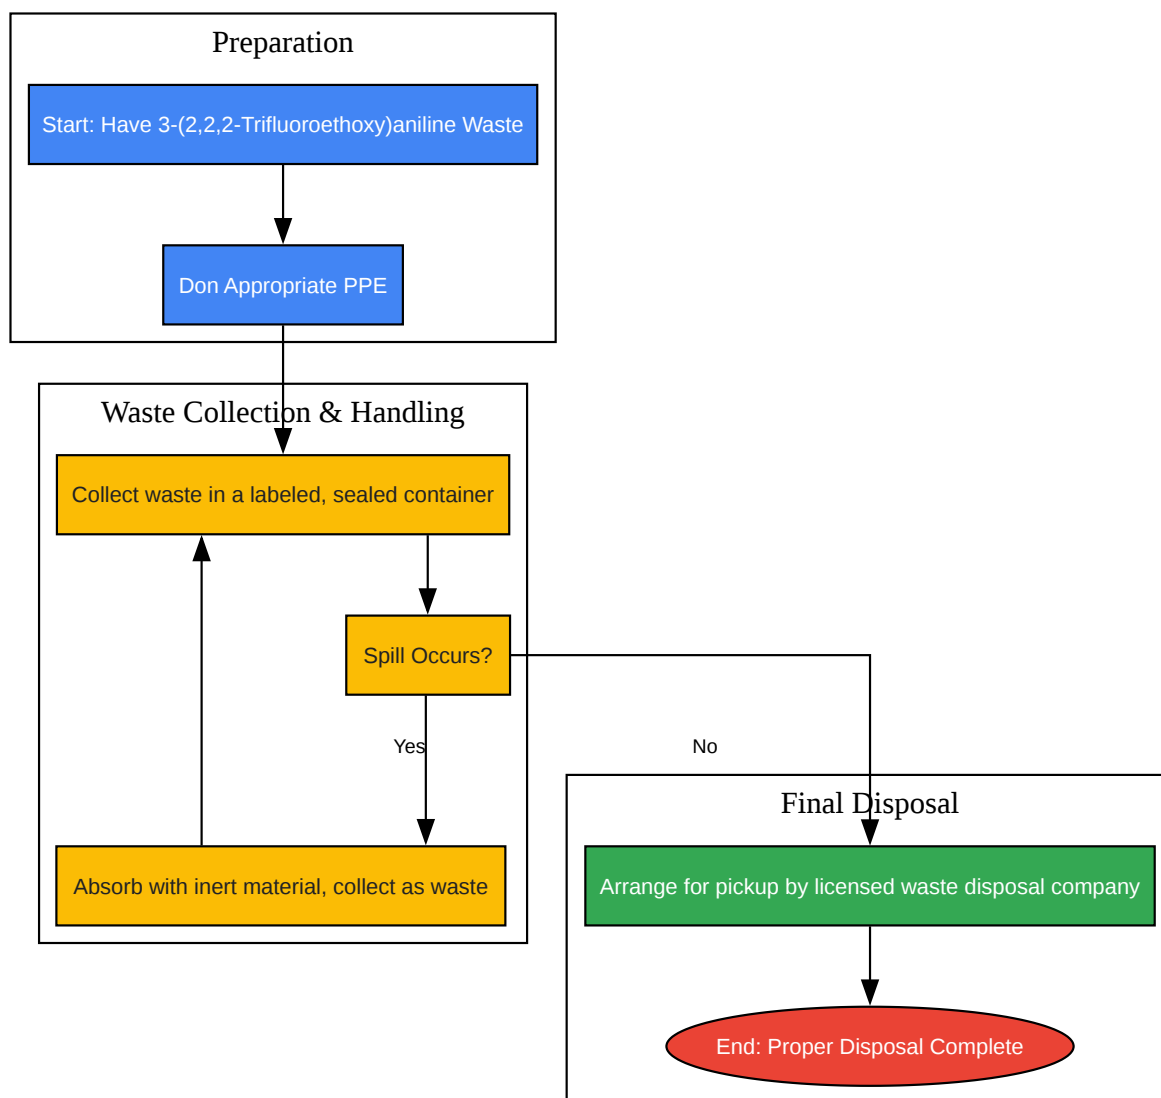 Preparation
Start: Have 3-(2,2,2-Trifluoroethoxy)aniline Waste
Don Appropriate PPE
Waste Collection & Handling
Collect waste in a labeled, sealed container
Spill Occurs?
Yes
No
Final Disposal
Absorb with inert material, collect as waste
Arrange for pickup by licensed waste disposal company
End: Proper Disposal Complete